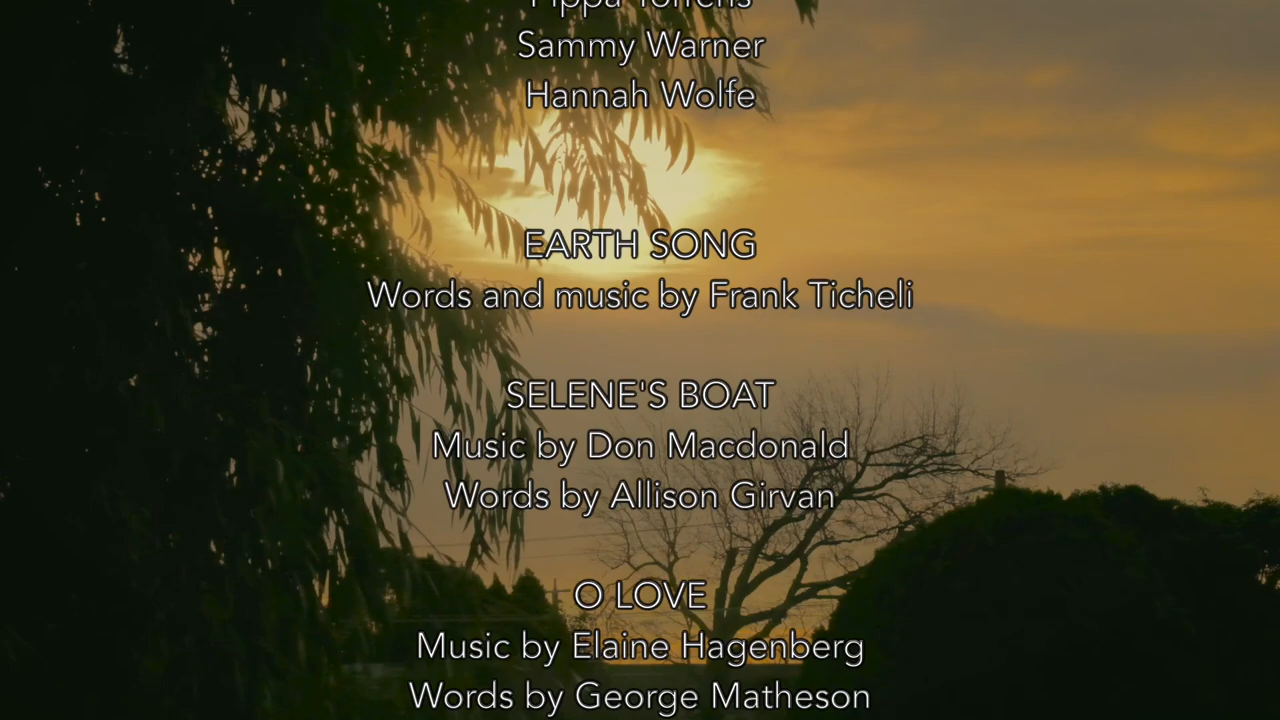 Sammy Warner
Hannah Wolfe
EARTH SONG
Words and music by Frank Ticheli
SELENE'S BOAT
Music by Don Macdonald
Words by Allison Girvan
O LOVE
Music by Elaine Hagenberg
Words by George Matheson